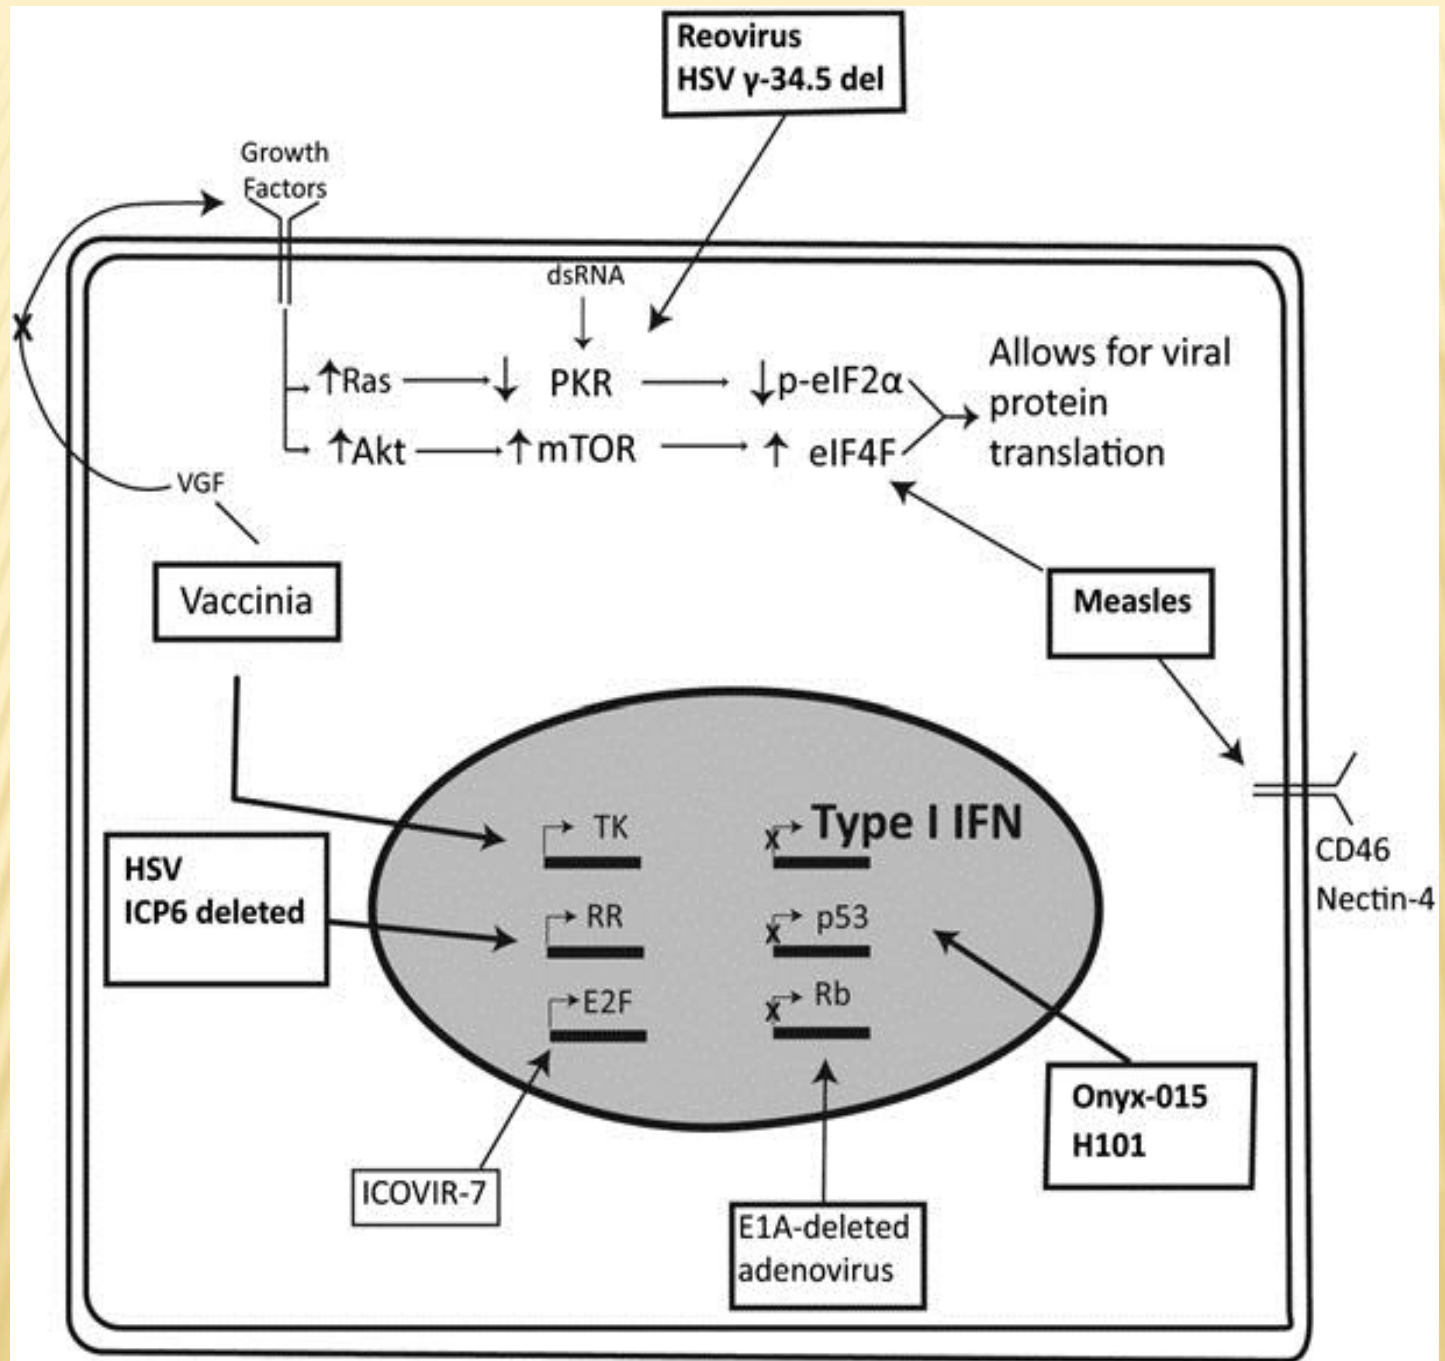 Reovirus
HSV γ-34.5 del
Growth
Factors
dsRNA
↑Ras
↓ PKR
↓p-eIF2α
Allows for viral
protein
translation
↑Akt
↑mTOR
↑ eIF4F
X
VGF
Vaccinia
Measles
TK
x
Type I IFN
CD46
Nectin-4
HSV
ICP6 deleted
RR
x
p53
E2F
x
Rb
Onyx-015
H101
ICOVIR-7
E1A-deleted
adenovirus